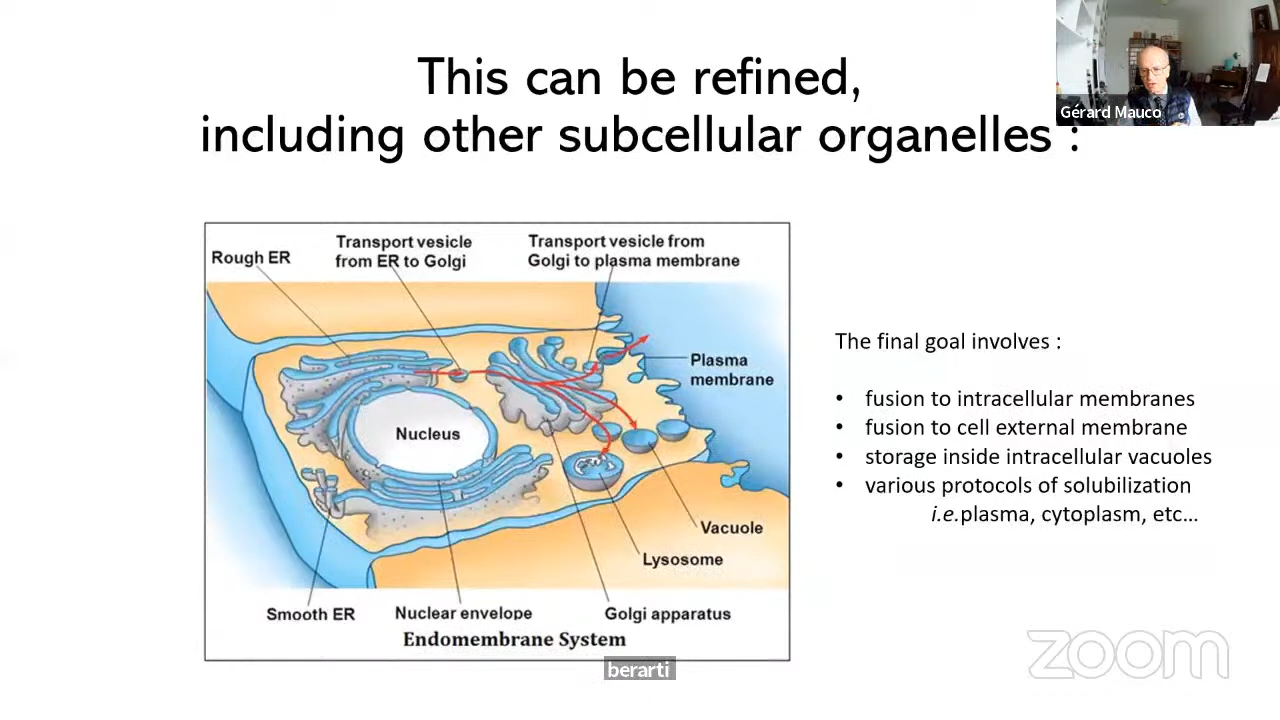 This can be refined,
including other subcellular organelles :
Gérard Mauco
Rough ER
Transport vesicle
from ER to Golgi
Transport vesicle from
Golgi to plasma membrane
Plasma
membrane
Nucleus
Vacuole
Lysosome
Smooth ER
Nuclear envelope
Golgi apparatus
Endomembrane System
The final goal involves :
• fusion to intracellular membranes
• fusion to cell external membrane
• storage inside intracellular vacuoles
• various protocols of solubilization
i.e.plasma, cytoplasm, etc...
berarti
zoom